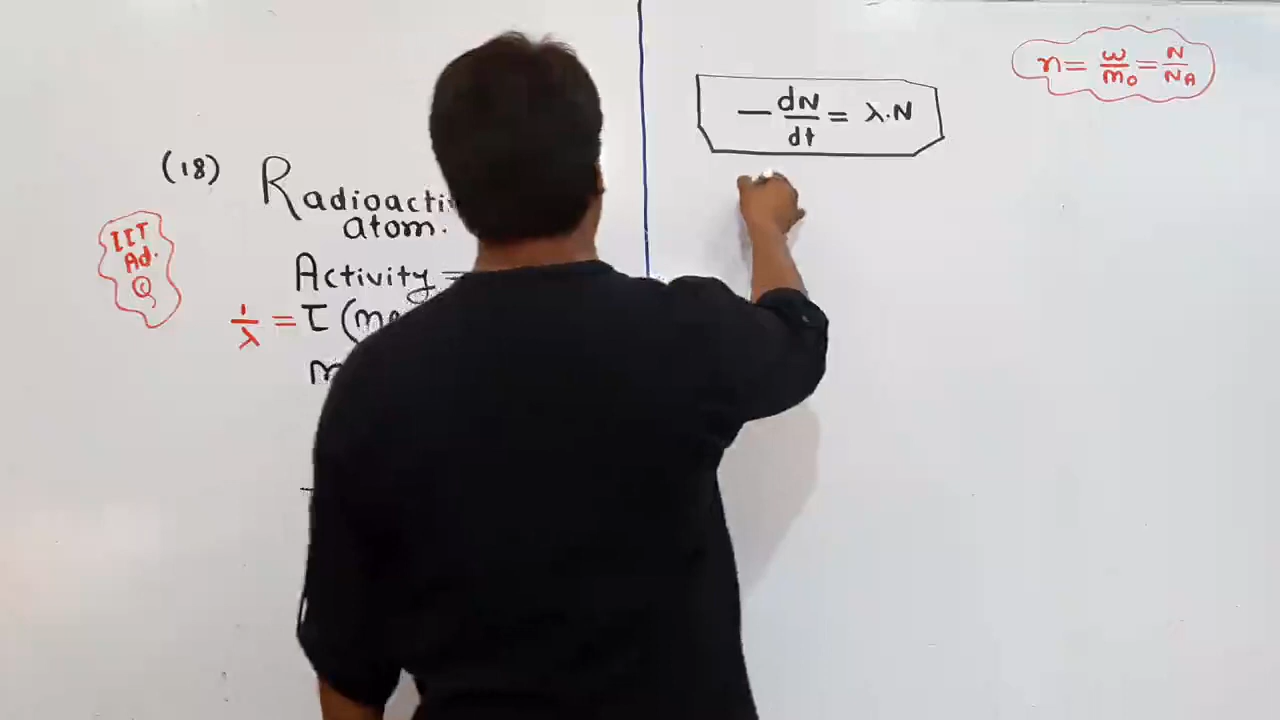 (18) Radioacti
atom.
IIT
Ad.
Q
Activity =
1/λ = τ (me
m
- dN/dt = λ.N
n = w/m₀ = N/N_A